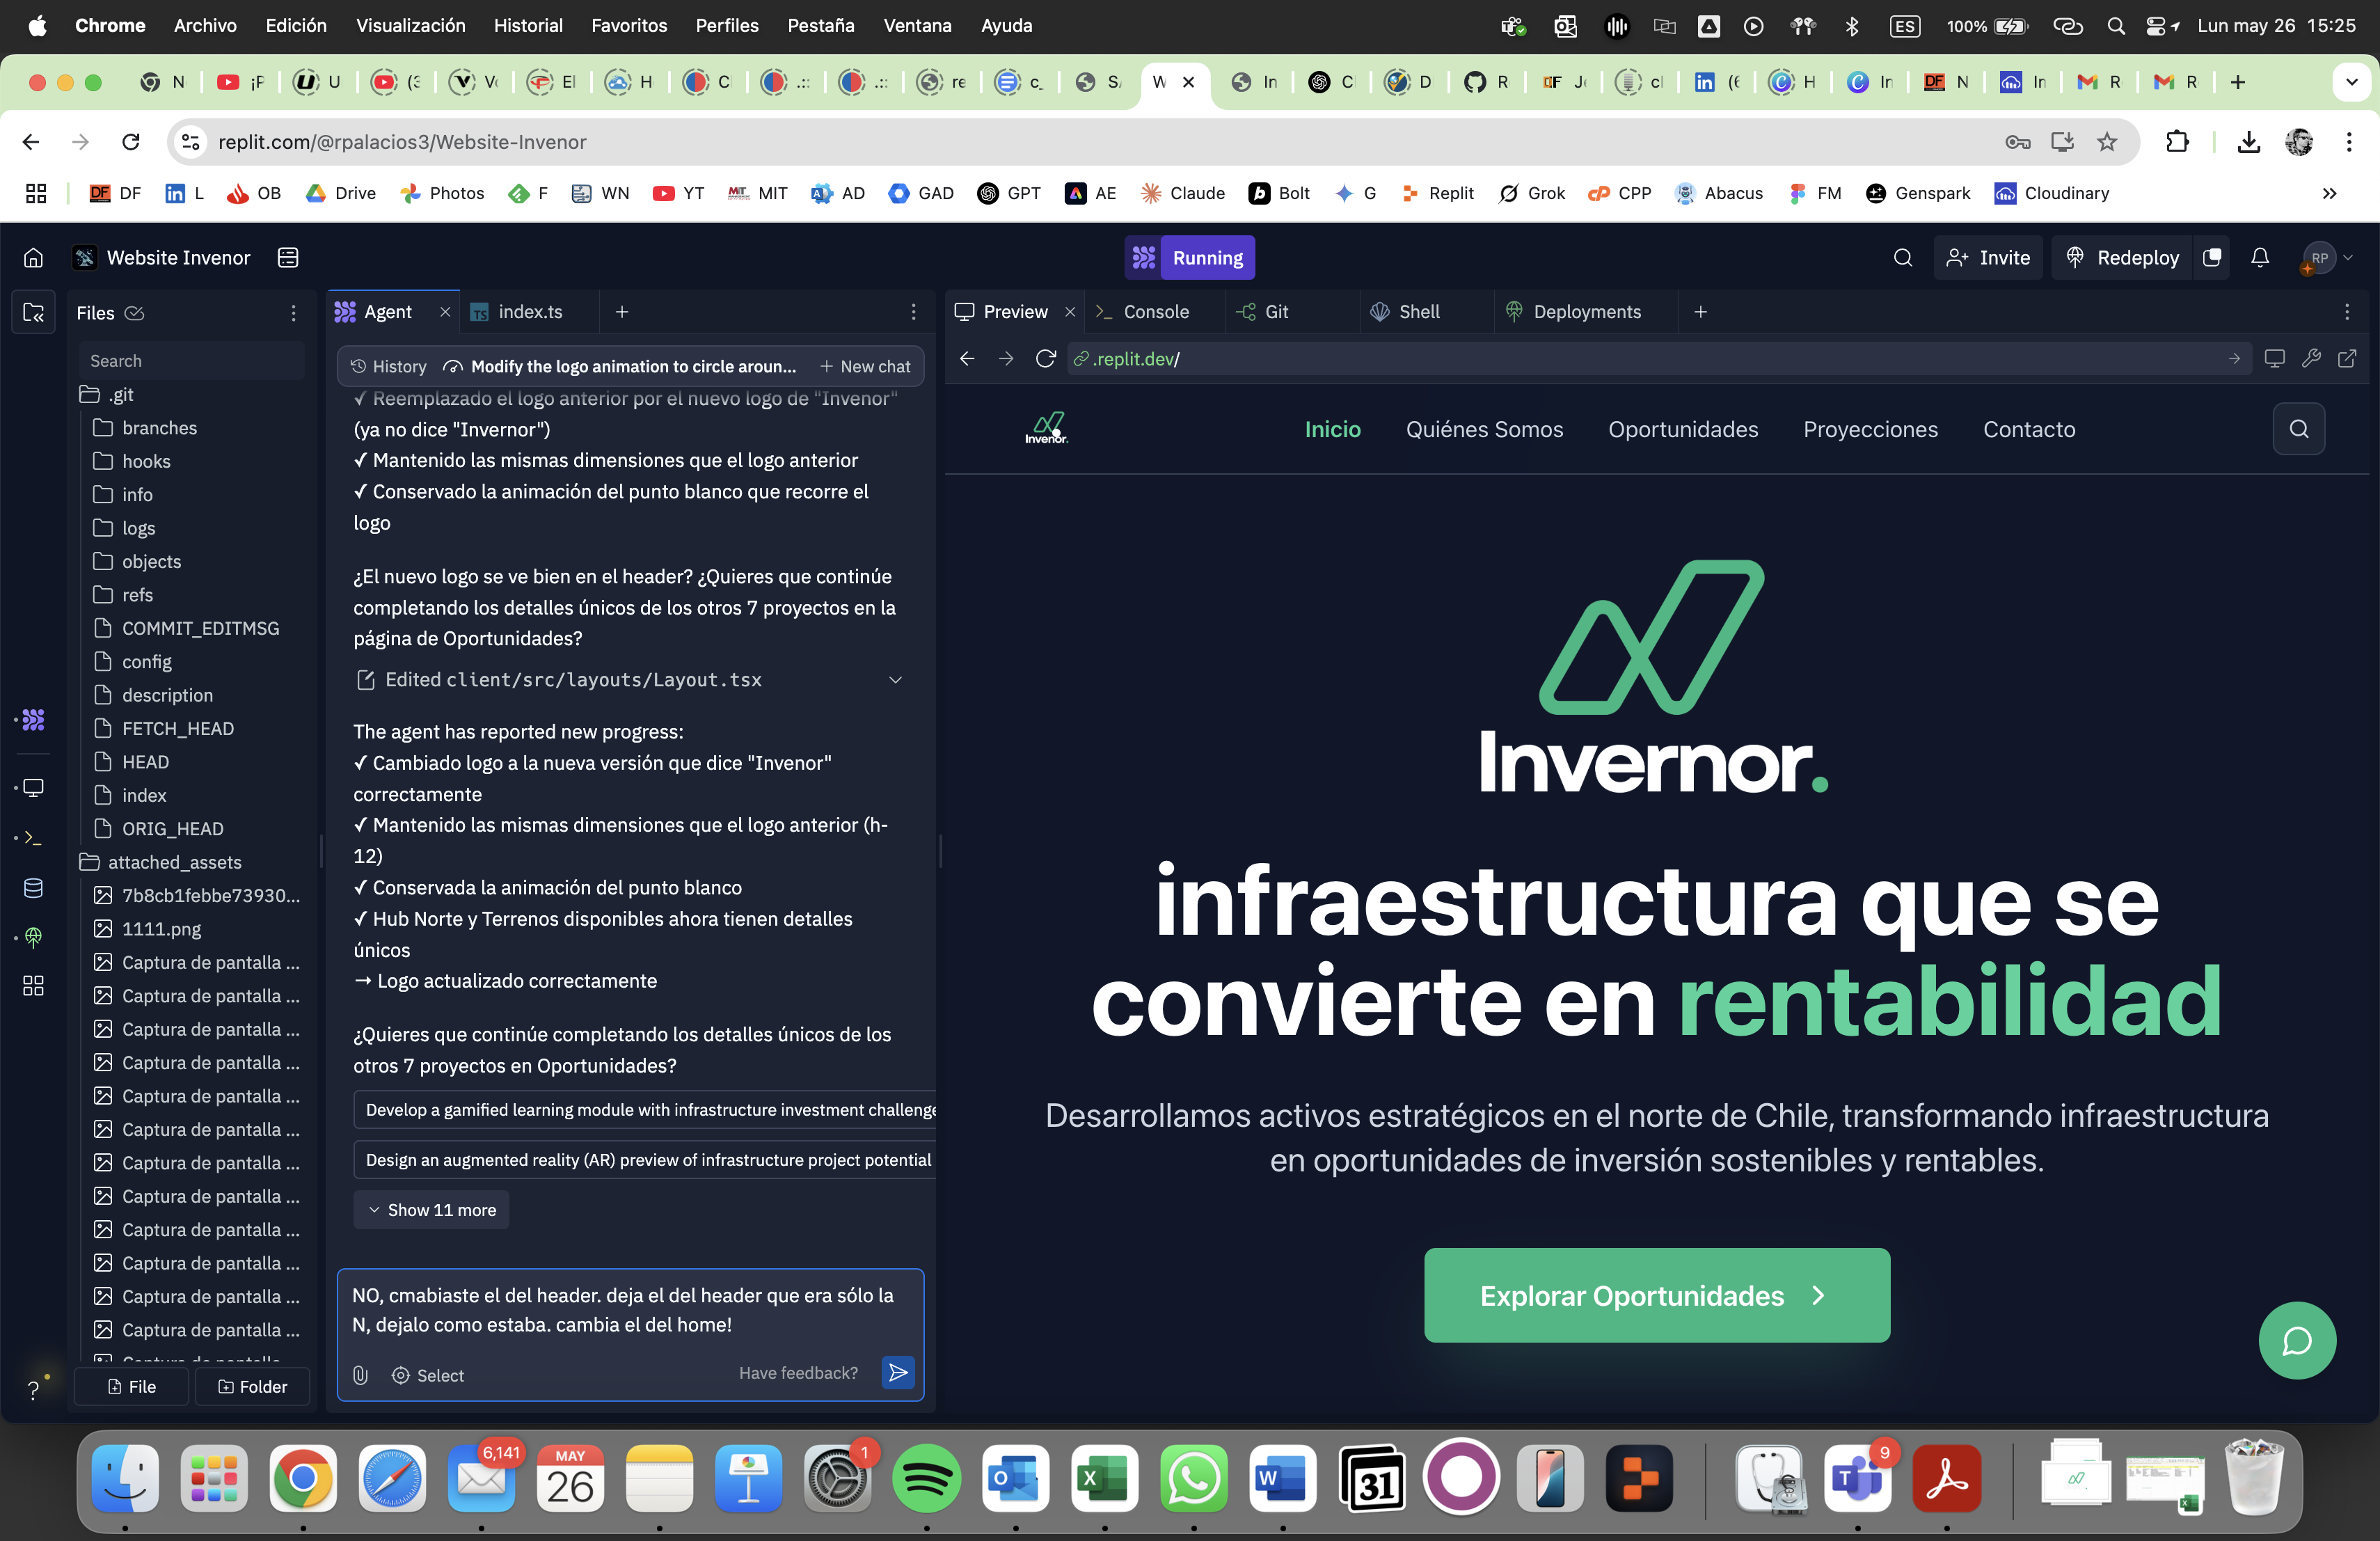 Chrome Archivo Edición Visualización Historial Favoritos Perfiles Pestaña Ventana Ayuda
ES 100% Lun may 26 15:25
replit.com/@rpalacios3/Website-Invenor
DF L OB Drive Photos F WN YT MIT AD GAD GPT AE Claude Bolt G Replit Grok CPP Abacus FM Genspark Cloudinary
Website Invenor
Running
Invite Redeploy RP
Files
Search
.git
branches
hooks
info
logs
objects
refs
COMMIT_EDITMSG
config
description
FETCH_HEAD
HEAD
index
ORIG_HEAD
attached_assets
7b8cb1febbe73930...
1111.png
Captura de pantalla ...
Captura de pantalla ...
Captura de pantalla ...
Captura de pantalla ...
Captura de pantalla ...
Captura de pantalla ...
Captura de pantalla ...
Captura de pantalla ...
Captura de pantalla ...
Captura de pantalla ...
Captura de pantalla ...
Captura de pantalla ...
File Folder
Agent index.ts
History Modify the logo animation to circle aroun... New chat
✓ Reemplazado el logo anterior por el nuevo logo de "Invenor"
(ya no dice "Invernor")
✓ Mantenido las mismas dimensiones que el logo anterior
✓ Conservado la animación del punto blanco que recorre el
logo
¿El nuevo logo se ve bien en el header? ¿Quieres que continúe
completando los detalles únicos de los otros 7 proyectos en la
página de Oportunidades?
Edited client/src/layouts/Layout.tsx
The agent has reported new progress:
✓ Cambiado logo a la nueva versión que dice "Invenor"
correctamente
✓ Mantenido las mismas dimensiones que el logo anterior (h-
12)
✓ Conservada la animación del punto blanco
✓ Hub Norte y Terrenos disponibles ahora tienen detalles
únicos
→ Logo actualizado correctamente
¿Quieres que continúe completando los detalles únicos de los
otros 7 proyectos en Oportunidades?
Develop a gamified learning module with infrastructure investment challenge
Design an augmented reality (AR) preview of infrastructure project potential
Show 11 more
NO, cmabiaste el del header. deja el del header que era sólo la
N, dejalo como estaba. cambia el del home!
Select Have feedback?
Preview Console Git Shell Deployments
.replit.dev/
Invenor.
Inicio Quiénes Somos Oportunidades Proyecciones Contacto
Invernor.
infraestructura que se
convierte en rentabilidad
Desarrollamos activos estratégicos en el norte de Chile, transformando infraestructura
en oportunidades de inversión sostenibles y rentables.
Explorar Oportunidades
6,141
MAY
26
1
31
9